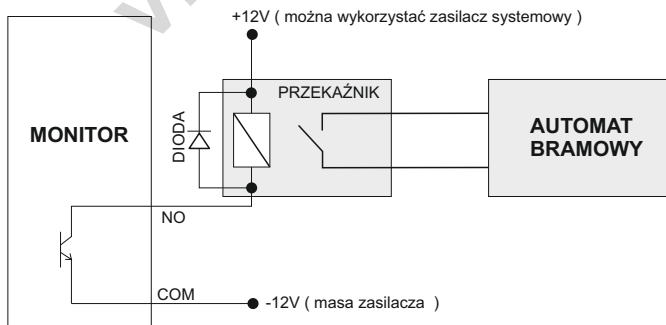 +12V ( można wykorzystać zasilacz systemowy )
PRZEKAŹNIK
MONITOR
DIODA
AUTOMAT
BRAMOWY
NO
COM
-12V ( masa zasilacza )